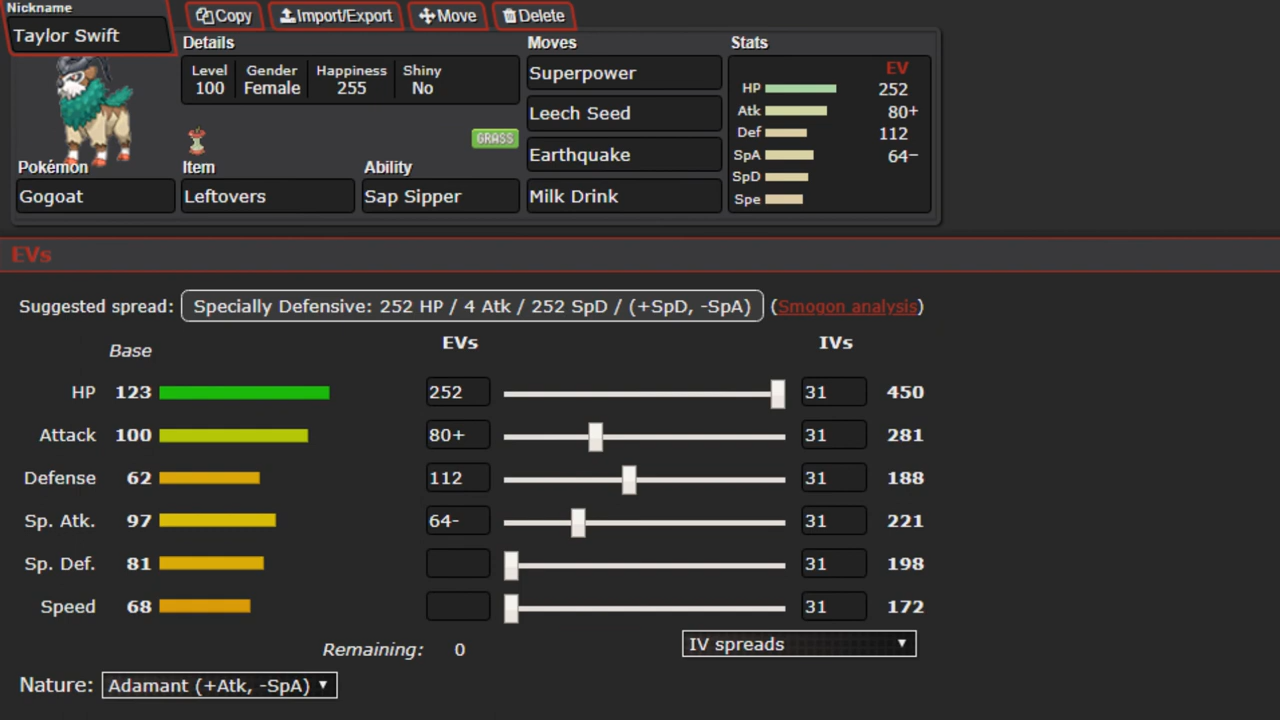 Nickname
Taylor Swift
Copy Import/Export Move Delete
Details
Level Gender Happiness Shiny
100 Female 255 No
GRASS
Pokémon Item Ability
Gogoat Leftovers Sap Sipper
Moves
Superpower
Leech Seed
Earthquake
Milk Drink
Stats
EV
HP 252
Atk 80+
Def 112
SpA 64−
SpD
Spe
EVs
Suggested spread: Specially Defensive: 252 HP / 4 Atk / 252 SpD / (+SpD, -SpA) (Smogon analysis)
Base EVs IVs
HP 123 252 31 450
Attack 100 80+ 31 281
Defense 62 112 31 188
Sp. Atk. 97 64- 31 221
Sp. Def. 81 31 198
Speed 68 31 172
Remaining: 0 IV spreads
Nature: Adamant (+Atk, -SpA)